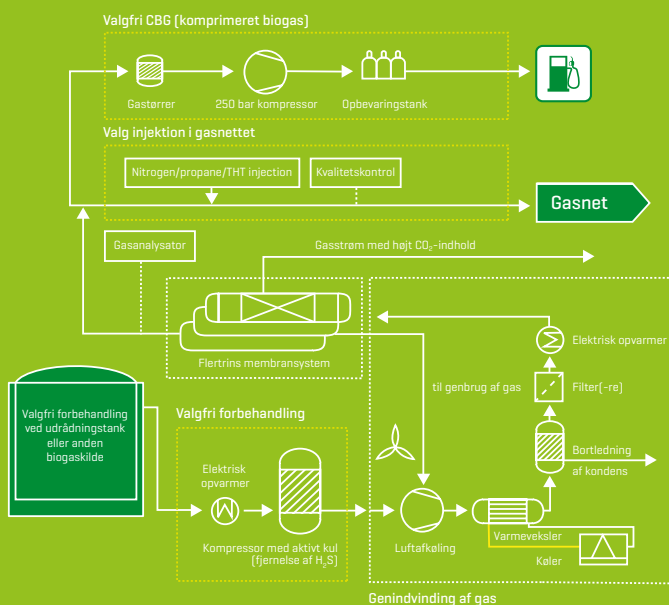 Valgfri CBG (komprimeret biogas)
Gastørrer
250 bar kompressor
Opbevaringstank
Valg injektion i gasnettet
Nitrogen/propane/THT injection
Kvalitetskontrol
Gasnet
Gasanalysator
Gasstrøm med højt CO₂-indhold
Flertrins membransystem
Elektrisk opvarmer
til genbrug af gas
Filter(-re)
Valgfri forbehandling
ved udrådningstank
eller anden
biogaskilde
Valgfri forbehandling
Bortledning
af kondens
Elektrisk
opvarmer
Kompressor med aktivt kul
(fjernelse af H₂S)
Luftafkøling
Varmeveksler
Køler
Genindvinding af gas